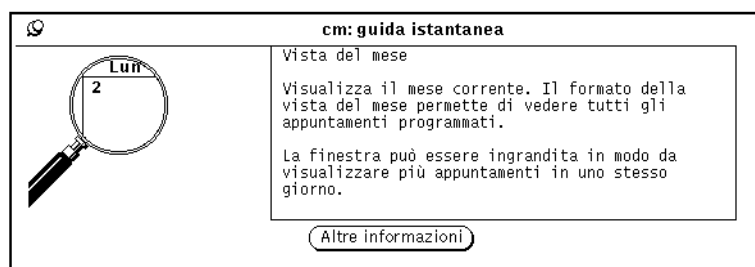 cm: guida istantanea
Lun
2
Vista del mese
Visualizza il mese corrente. Il formato della
vista del mese permette di vedere tutti gli
appuntamenti programmati.
La finestra può essere ingrandita in modo da
visualizzare più appuntamenti in uno stesso
giorno.
Altre informazioni